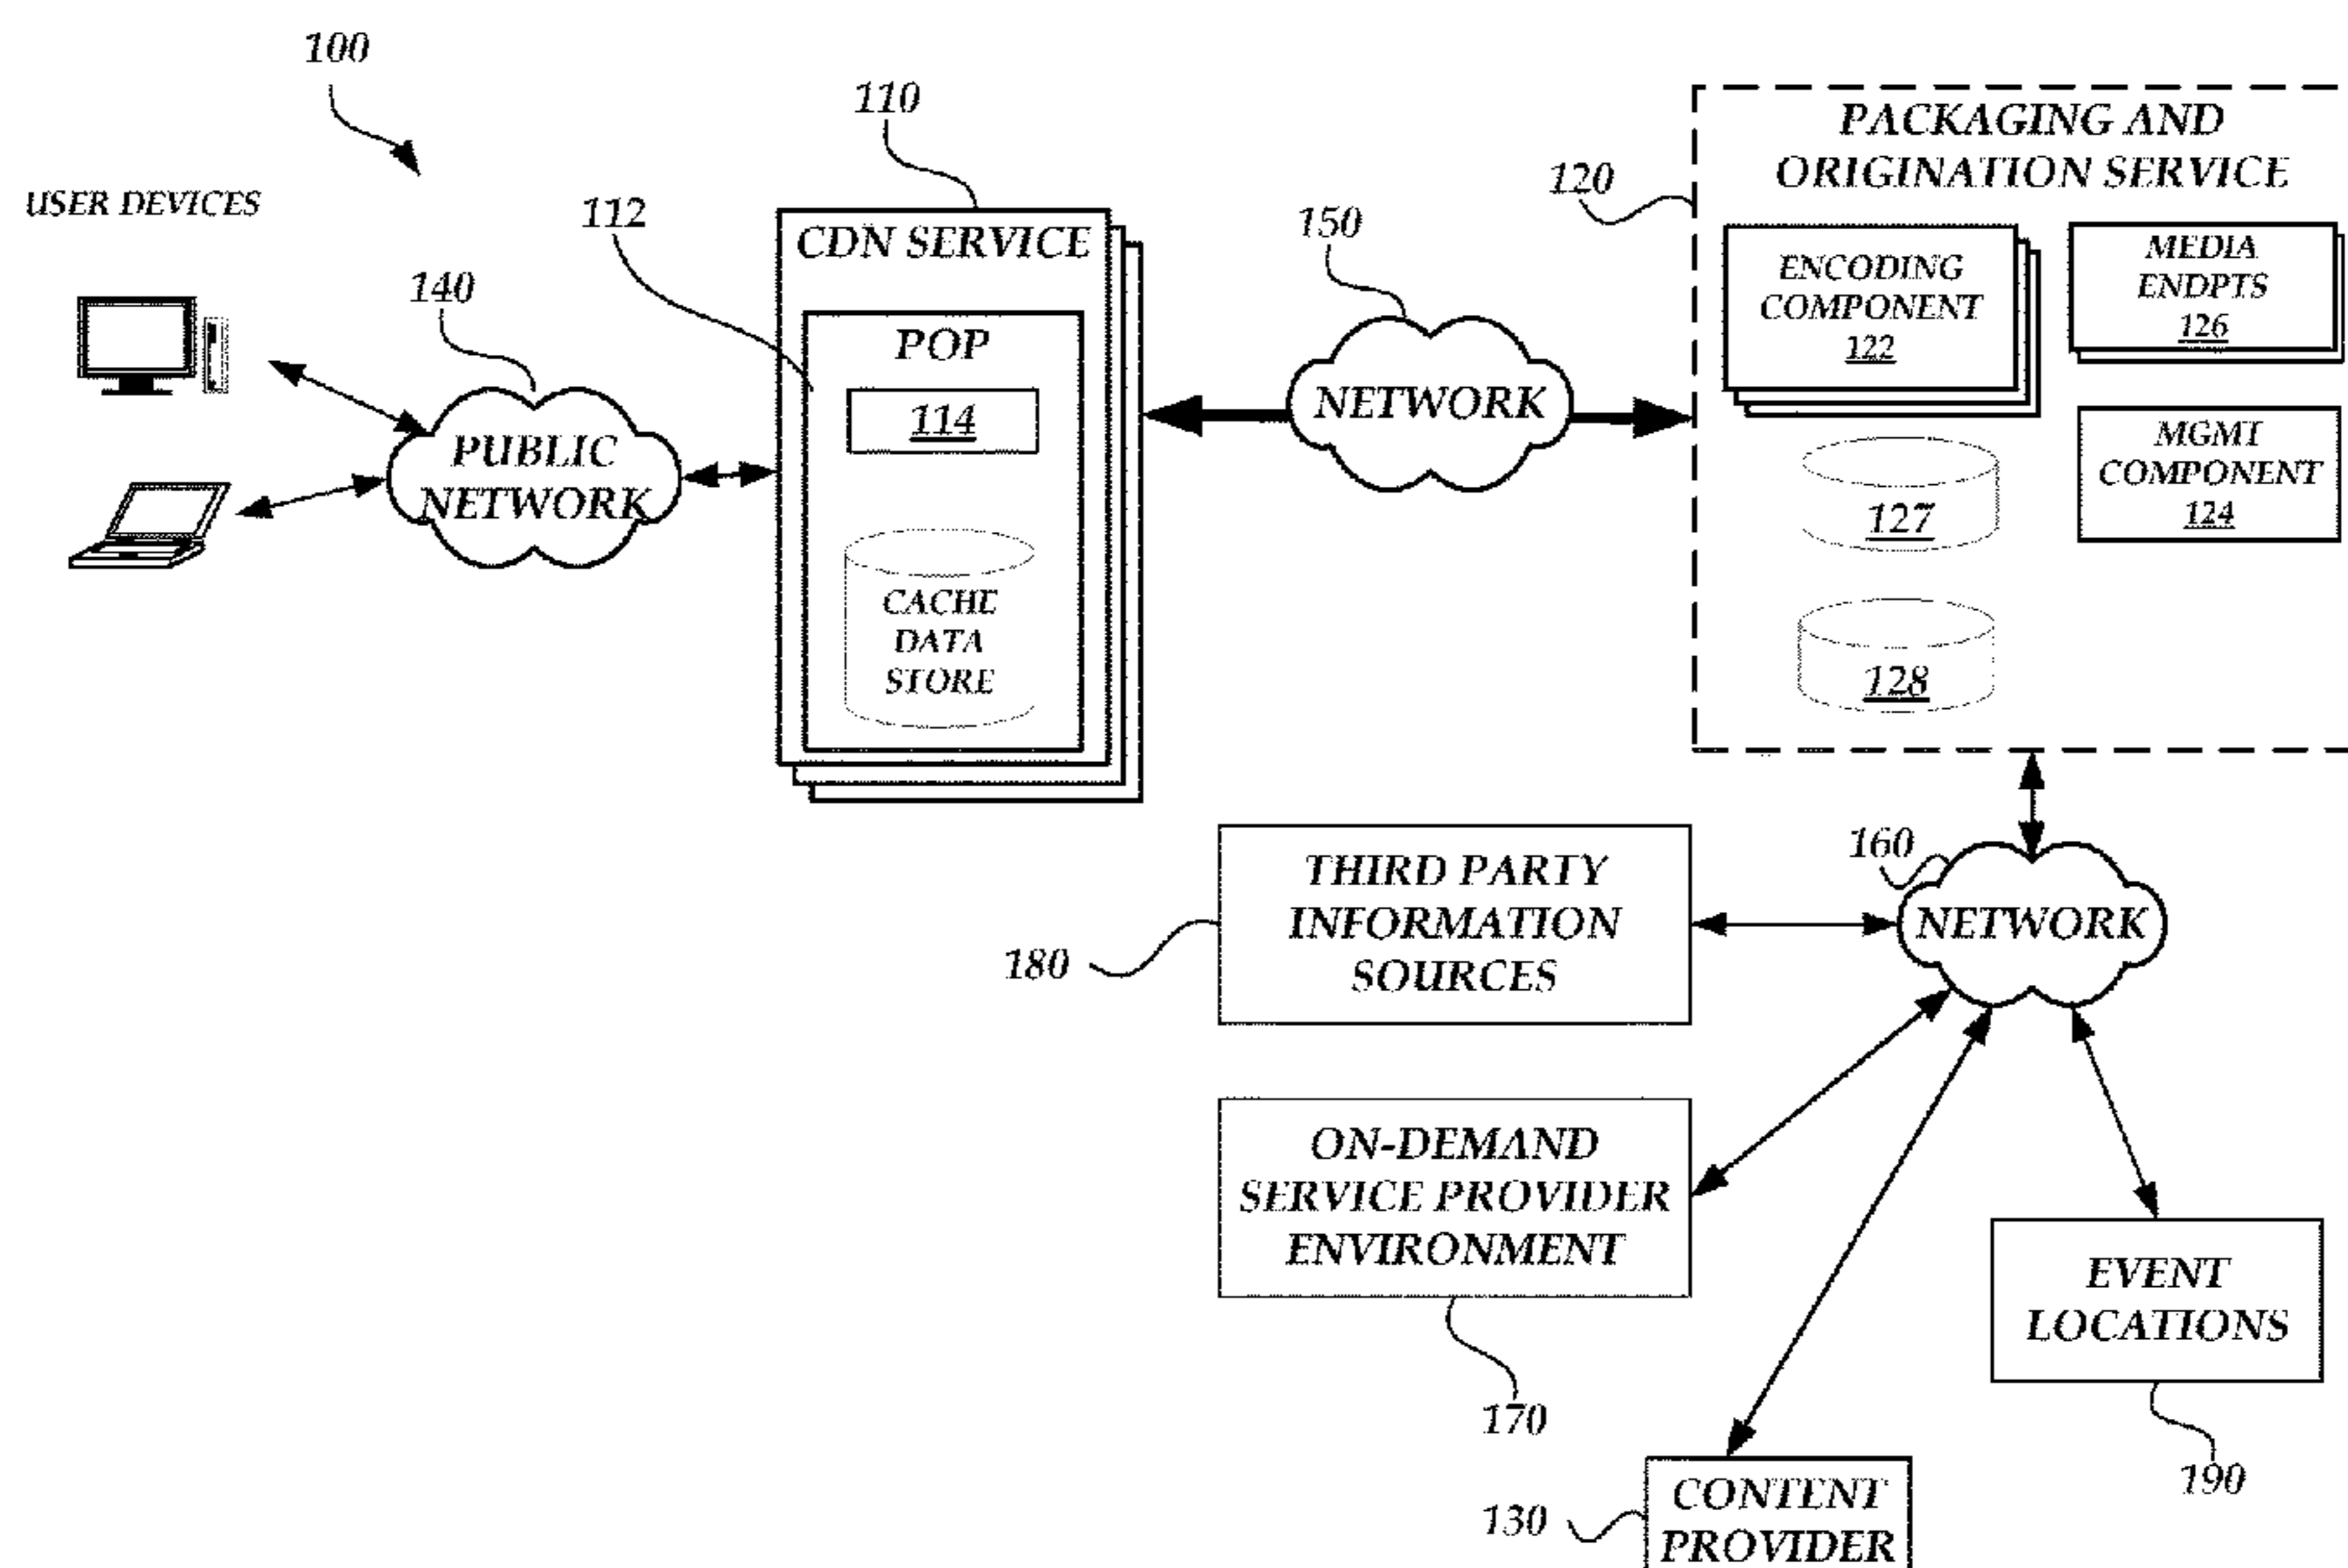 100
110
PACKAGING AND
ORIGINATION SERVICE
120
USER DEVICES
112
150
CDN SERVICE
ENCODING
COMPONENT
122
MEDIA
ENDPTS
126
140
POP
114
NETWORK
PUBLIC
NETWORK
MGMT
COMPONENT
124
127
CACHE
DATA
STORE
128
160
THIRD PARTY
INFORMATION
SOURCES
NETWORK
180
ON-DEMAND
SERVICE PROVIDER
ENVIRONMENT
EVENT
LOCATIONS
170
190
CONTENT
PROVIDER
130